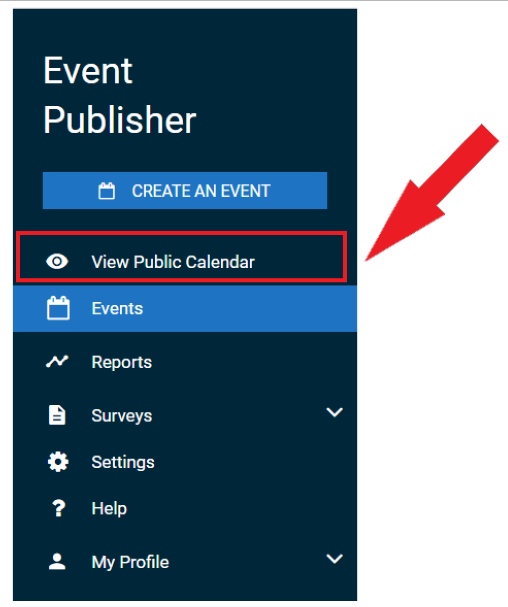 Event
Publisher
CREATE AN EVENT
View Public Calendar
Events
Reports
Surveys
Settings
? Help
My Profile